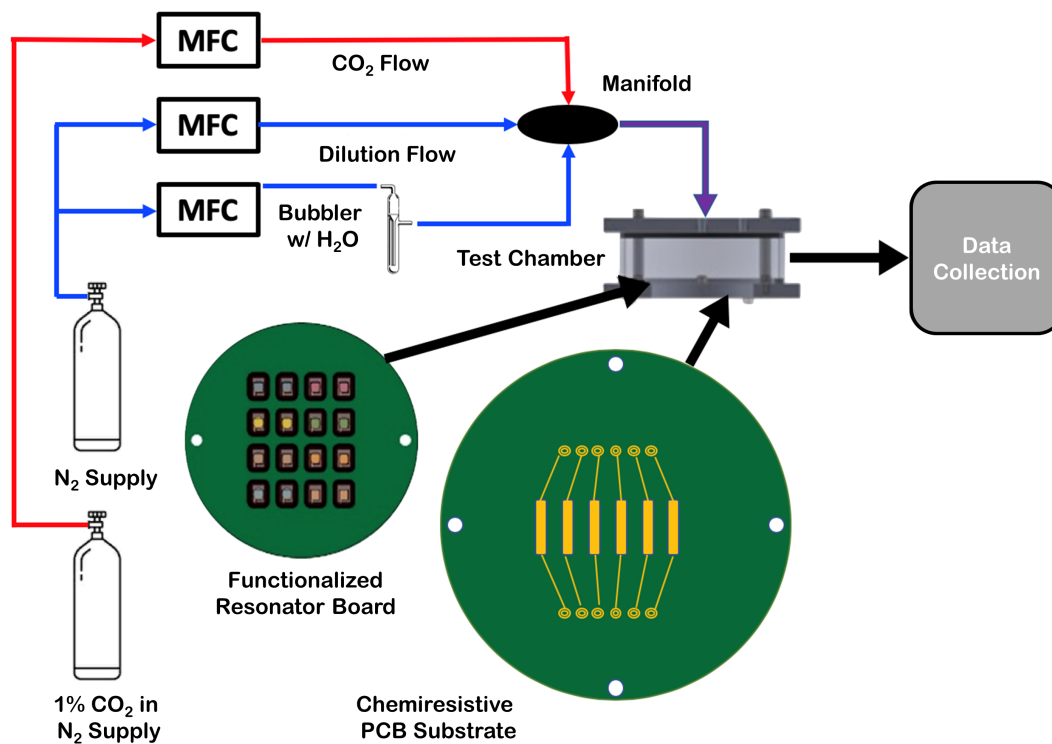 MFC
CO₂ Flow
Manifold
MFC
Dilution Flow
MFC
Bubbler
w/ H₂O
Test Chamber
Data
Collection
N₂ Supply
Functionalized
Resonator Board
1% CO₂ in
N₂ Supply
Chemiresistive
PCB Substrate